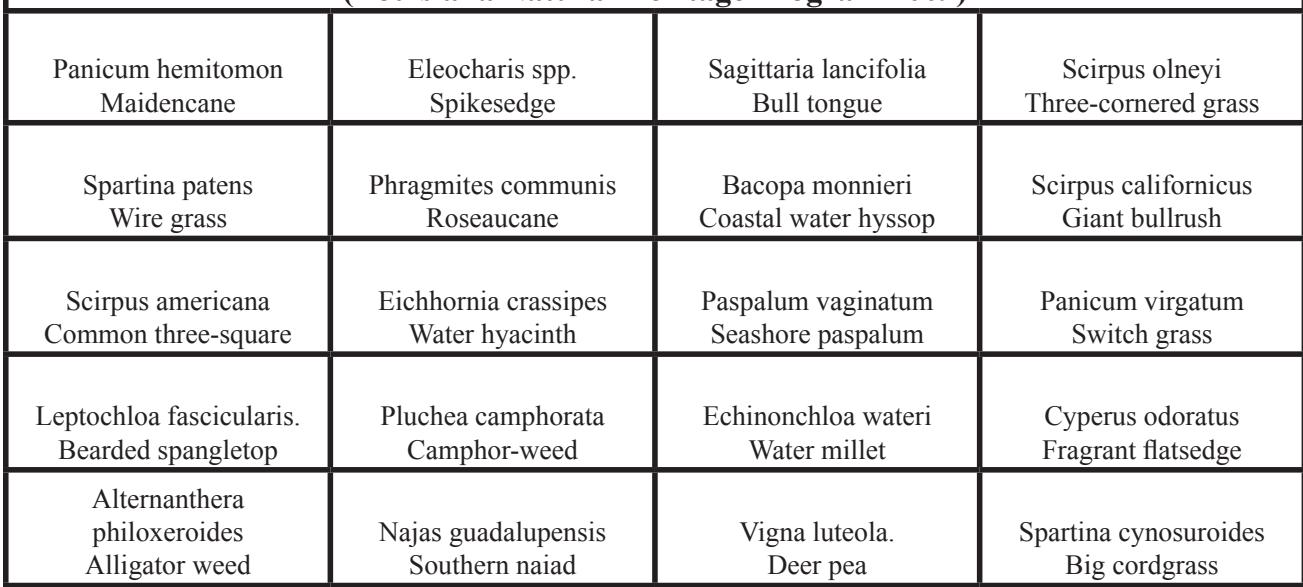 Panicum hemitomon
Maidencane
Eleocharis spp.
Spikesedge
Sagittaria lancifolia
Bull tongue
Scirpus olneyi
Three-cornered grass
Spartina patens
Wire grass
Phragmites communis
Roseaucane
Bacopa monnieri
Coastal water hyssop
Scirpus californicus
Giant bullrush
Scirpus americana
Common three-square
Eichhornia crassipes
Water hyacinth
Paspalum vaginatum
Seashore paspalum
Panicum virgatum
Switch grass
Leptochloa fascicularis.
Bearded spangletop
Pluchea camphorata
Camphor-weed
Echinonchloa wateri
Water millet
Cyperus odoratus
Fragrant flatsedge
Alternanthera
philoxeroides
Alligator weed
Najas guadalupensis
Southern naiad
Vigna luteola.
Deer pea
Spartina cynosuroides
Big cordgrass